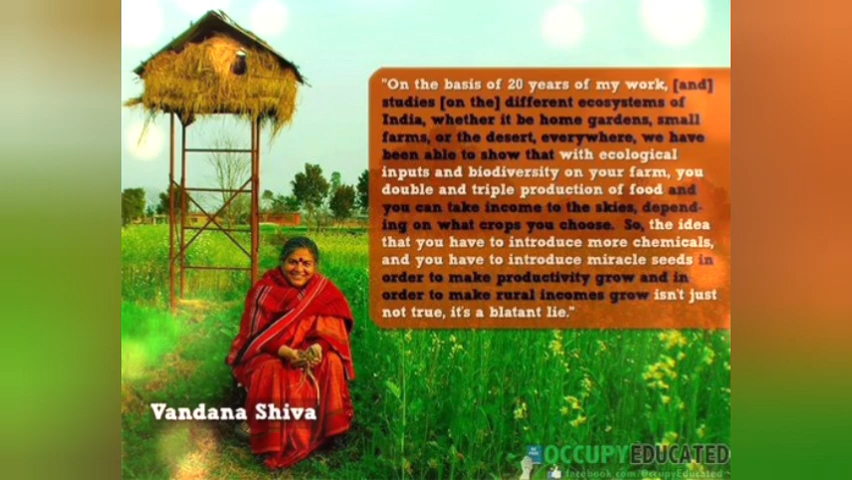 "On the basis of 20 years of my work, [and]
studies [on the] different ecosystems of
India, whether it be home gardens, small
farms, or the desert, everywhere, we have
been able to show that with ecological
inputs and biodiversity on your farm, you
double and triple production of food and
you can take income to the skies, depend-
ing on what crops you choose. So, the idea
that you have to introduce more chemicals,
and you have to introduce miracle seeds in
order to make productivity grow and in
order to make rural incomes grow isn't just
not true, it's a blatant lie."
Vandana Shiva
OCCUPYEDUCATED
facebook.com/OccupyEducated